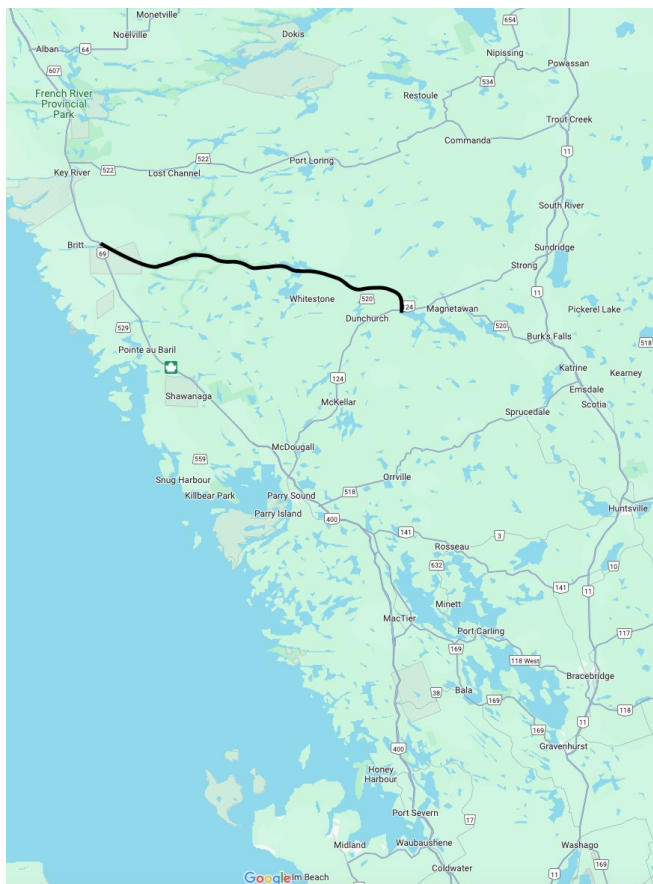 Monetville
Noelville
Dokis
654
Nipissing
Alban
64
Powassan
607
534
Restoule
French River
Provincial
Park
Trout Creek
Commanda
11
522
Port Loring
522
Key River
Lost Channel
South River
Britt
69
Sundridge
Strong
11
Whitestone
520
124
Magnetawan
Pickerel Lake
Dunchurch
529
520
Burk's Falls
518
Pointe au Baril
Katrine
Kearney
124
Emsdale
Shawanaga
McKellar
Scotia
Sprucedale
McDougall
559
Orrville
Snug Harbour
Killbear Park
Parry Sound
518
Huntsville
Parry Island
400
141
3
Rosseau
632
10
141
11
Minett
MacTier
Port Carling
117
169
118 West
Bracebridge
38
Bala
169
118
11
169
400
Gravenhurst
Honey
Harbour
Port Severn
17
Midland
Waubaushene
Washago
169
Coldwater
11
Google
lm Beach